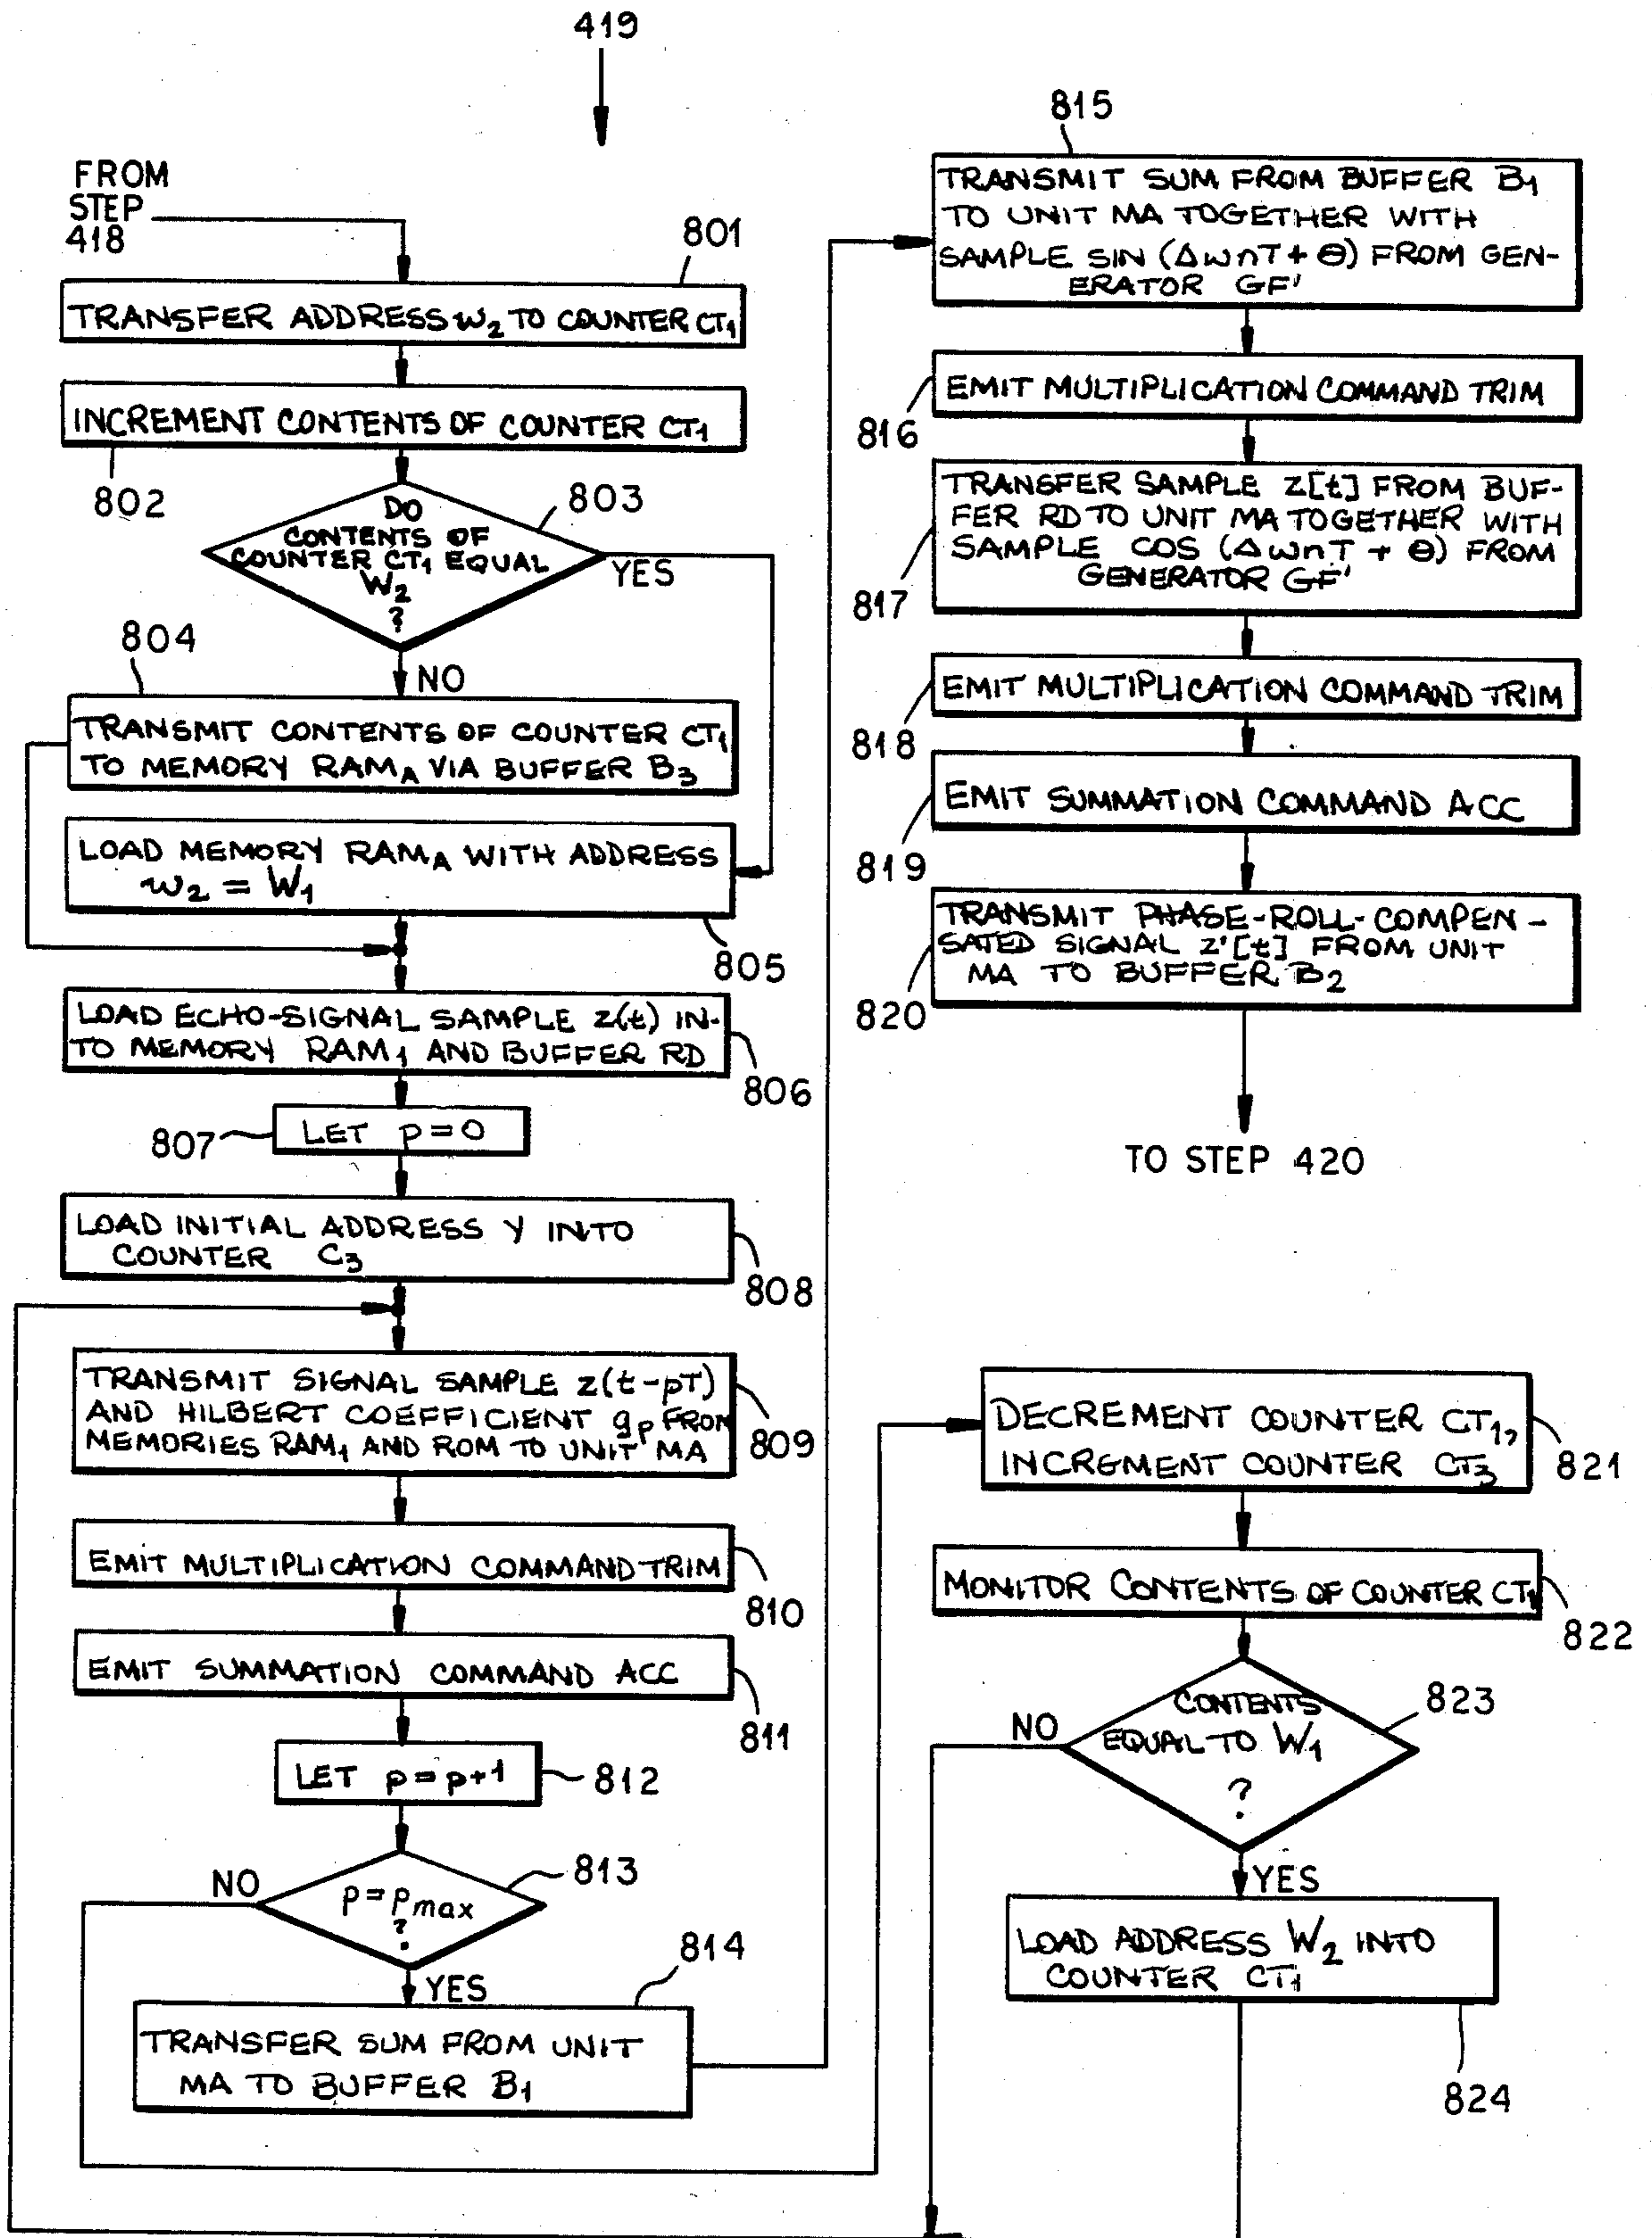 419
FROM
STEP
418
801
TRANSFER ADDRESS w₂ TO COUNTER CT₁
INCREMENT CONTENTS OF COUNTER CT₁
802
803
DO
CONTENTS OF
COUNTER CT₁ EQUAL
W₂
?
YES
NO
804
TRANSMIT CONTENTS OF COUNTER CT₁
TO MEMORY RAM_A VIA BUFFER B₃
LOAD MEMORY RAM_A WITH ADDRESS
w₂ = W₁
805
LOAD ECHO-SIGNAL SAMPLE z(t) IN-
TO MEMORY RAM₁ AND BUFFER RD
806
807
LET p=0
LOAD INITIAL ADDRESS Y INTO
COUNTER C₃
808
TRANSMIT SIGNAL SAMPLE z(t-pT)
AND HILBERT COEFFICIENT g_p FROM
MEMORIES RAM₁ AND ROM TO UNIT MA
809
EMIT MULTIPLICATION COMMAND TRIM
810
EMIT SUMMATION COMMAND ACC
811
LET p=p+1
812
813
p=p_max
?
NO
YES
814
TRANSFER SUM FROM UNIT
MA TO BUFFER B₁
815
TRANSMIT SUM FROM BUFFER B₁
TO UNIT MA TOGETHER WITH
SAMPLE SIN (ΔωnT + Θ) FROM GEN-
ERATOR GF'
EMIT MULTIPLICATION COMMAND TRIM
816
TRANSFER SAMPLE Z[t] FROM BUF-
FER RD TO UNIT MA TOGETHER WITH
SAMPLE COS (ΔωnT + Θ) FROM
GENERATOR GF'
817
EMIT MULTIPLICATION COMMAND TRIM
818
EMIT SUMMATION COMMAND ACC
819
TRANSMIT PHASE-ROLL-COMPEN-
SATED SIGNAL Z'[t] FROM UNIT
MA TO BUFFER B₂
820
TO STEP 420
DECREMENT COUNTER CT₁,
INCREMENT COUNTER CT₃
821
MONITOR CONTENTS OF COUNTER CT₁
822
823
CONTENTS
EQUAL TO W₁
?
NO
YES
LOAD ADDRESS W₂ INTO
COUNTER CT₁
824